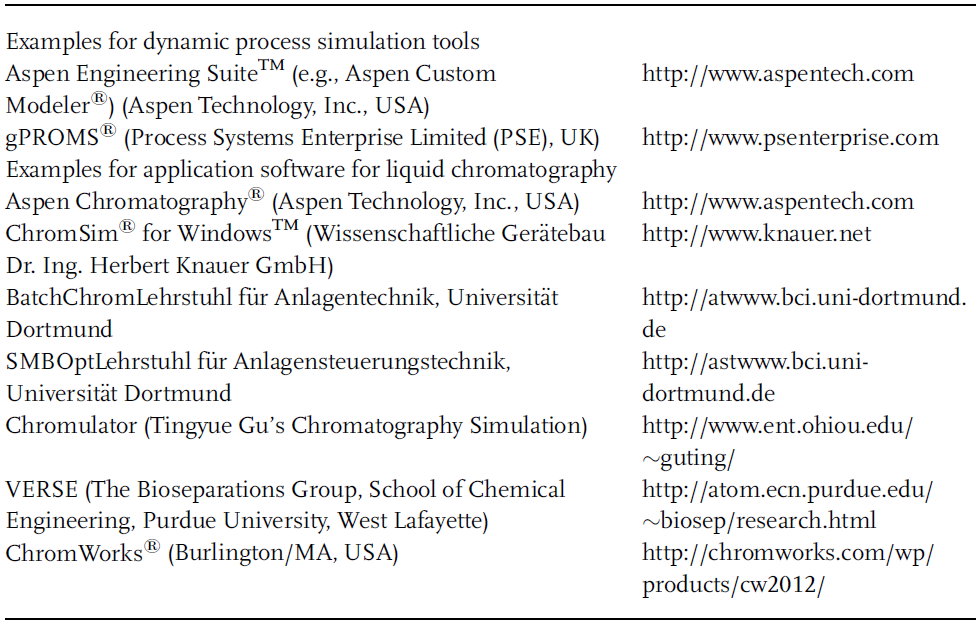 Examples for dynamic process simulation tools
Aspen Engineering Suite™ (e.g., Aspen Custom http://www.aspentech.com
Modeler®) (Aspen Technology, Inc., USA)
gPROMS® (Process Systems Enterprise Limited (PSE), UK) http://www.psenterprise.com
Examples for application software for liquid chromatography
Aspen Chromatography® (Aspen Technology, Inc., USA) http://www.aspentech.com
ChromSim® for Windows™ (Wissenschaftliche Gerätebau http://www.knauer.net
Dr. Ing. Herbert Knauer GmbH)
BatchChromLehrstuhl für Anlagentechnik, Universität http://atwww.bci.uni-dortmund.
Dortmund de
SMBOptLehrstuhl für Anlagensteuerungstechnik, http://astwww.bci.uni-
Universität Dortmund dortmund.de
Chromulator (Tingyue Gu's Chromatography Simulation) http://www.ent.ohiou.edu/
∼guting/
VERSE (The Bioseparations Group, School of Chemical http://atom.ecn.purdue.edu/
Engineering, Purdue University, West Lafayette) ∼biosep/research.html
ChromWorks® (Burlington/MA, USA) http://chromworks.com/wp/
products/cw2012/